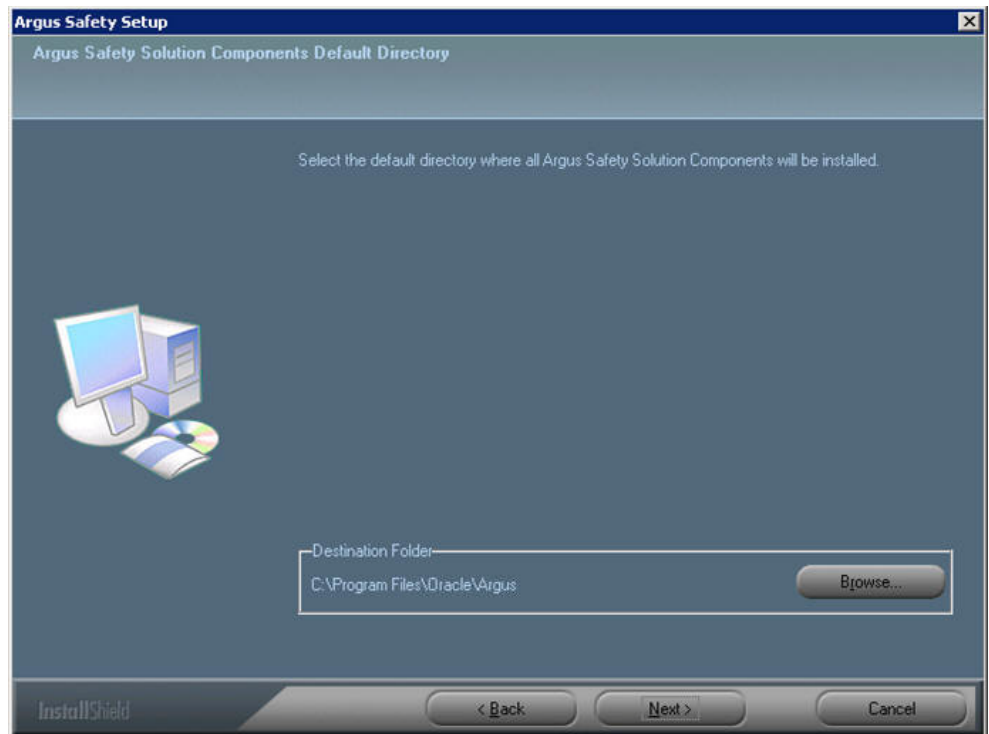 Argus Safety Setup
Argus Safety Solution Components Default Directory
Select the default directory where all Argus Safety Solution Components will be installed.
Destination Folder
C:\Program Files\Oracle\Argus
Browse...
InstallShield
< Back
Next >
Cancel